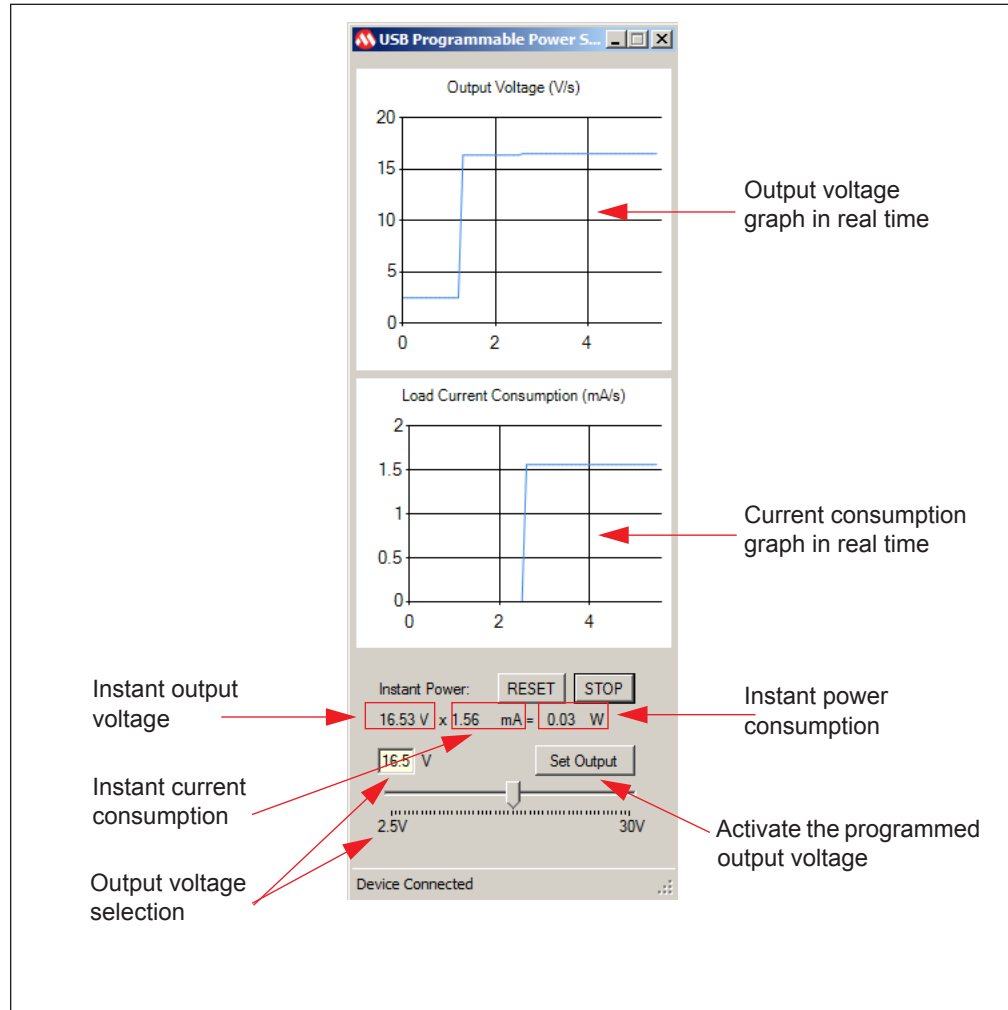 USB Programmable Power S...
Output Voltage (V/s)
20
15
10
5
0
0 2 4
Output voltage
graph in real time
Load Current Consumption (mA/s)
2
1.5
1
0.5
0
0 2 4
Current consumption
graph in real time
Instant output
voltage
Instant Power: RESET STOP
16.53 V x 1.56 mA = 0.03 W
Instant power
consumption
16.5 V Set Output
Instant current
consumption
2.5V 30V
Activate the programmed
output voltage
Output voltage
selection
Device Connected